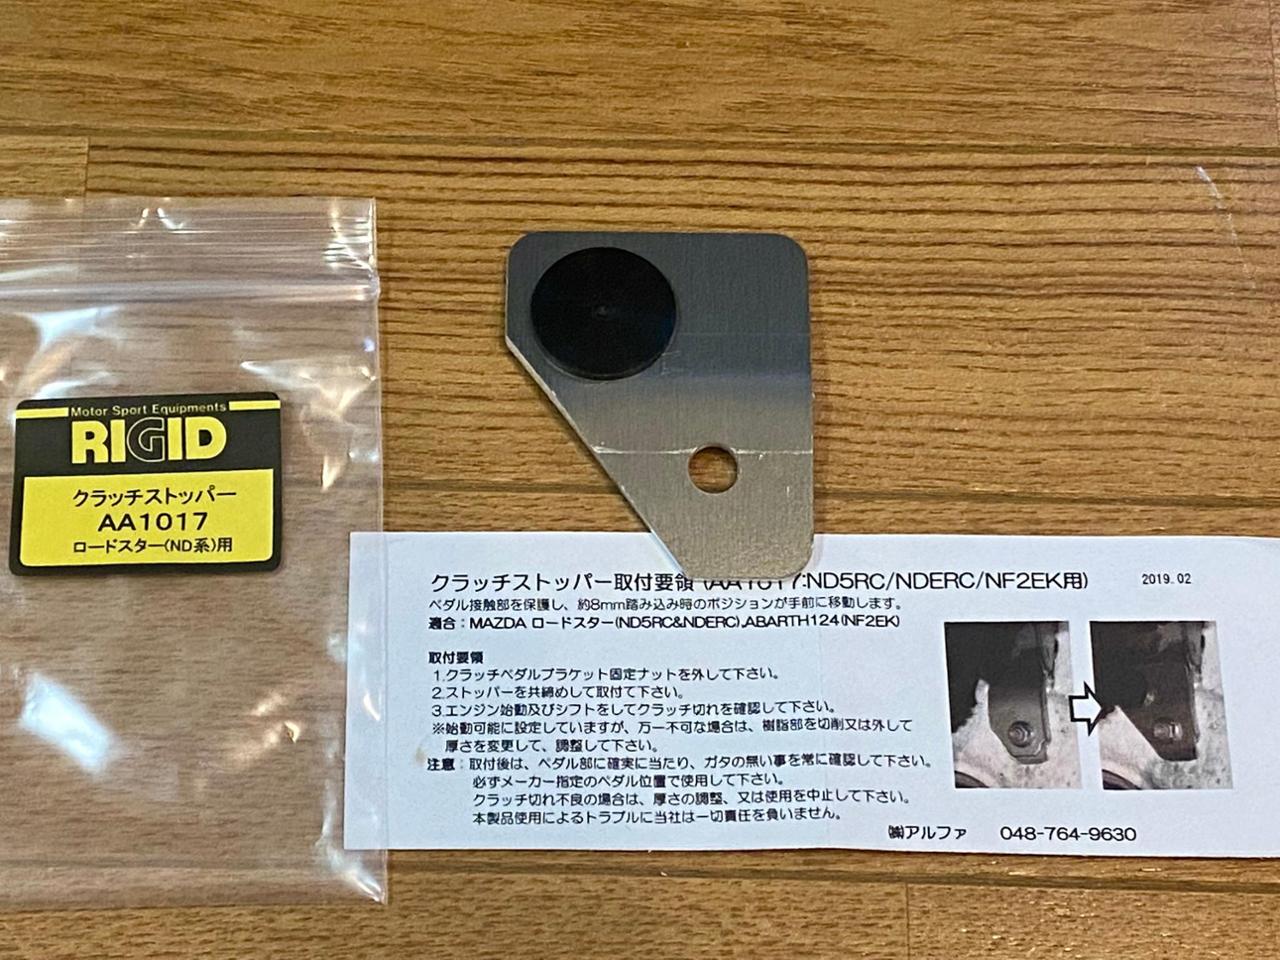 Motor Sport Equipments
RIGID
クラッチストッパー
AA1017
ロードスター(ND系)用
クラッチストッパー取付要領 (AA1017:ND5RC/NDERC/NF2EK用)
2019.02
ペダル接触部を保護し、約8mm踏み込み時のポジションが手前に移動します。
適合：MAZDA ロードスター(ND5RC&NDERC),ABARTH124(NF2EK)
取付要領
1.クラッチペダルブラケット固定ナットを外して下さい。
2.ストッパーを共締めして取付て下さい。
3.エンジン始動及びシフトをしてクラッチ切れを確認して下さい。
※始動可能に設定していますが、万一不可な場合は、樹脂部を切削又は外して
厚さを変更して、調整して下さい。
注意：取付後は、ペダル部に確実に当たり、ガタの無い事を常に確認して下さい。
必ずメーカー指定のペダル位置で使用して下さい。
クラッチ切れ不良の場合は、厚さの調整、又は使用を中止して下さい。
本製品使用によるトラブルに当社は一切責任を負いません。
㈱アルファ 048-764-9630